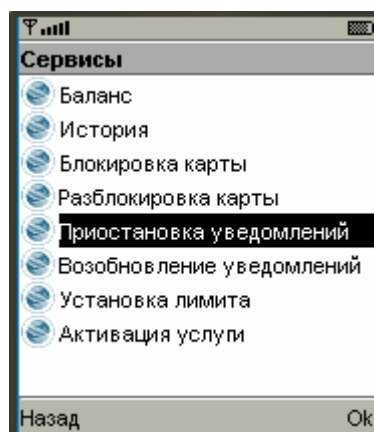 Сервисы
Баланс
История
Блокировка карты
Разблокировка карты
Приостановка уведомлений
Возобновление уведомлений
Установка лимита
Активация услуги
Назад Ok